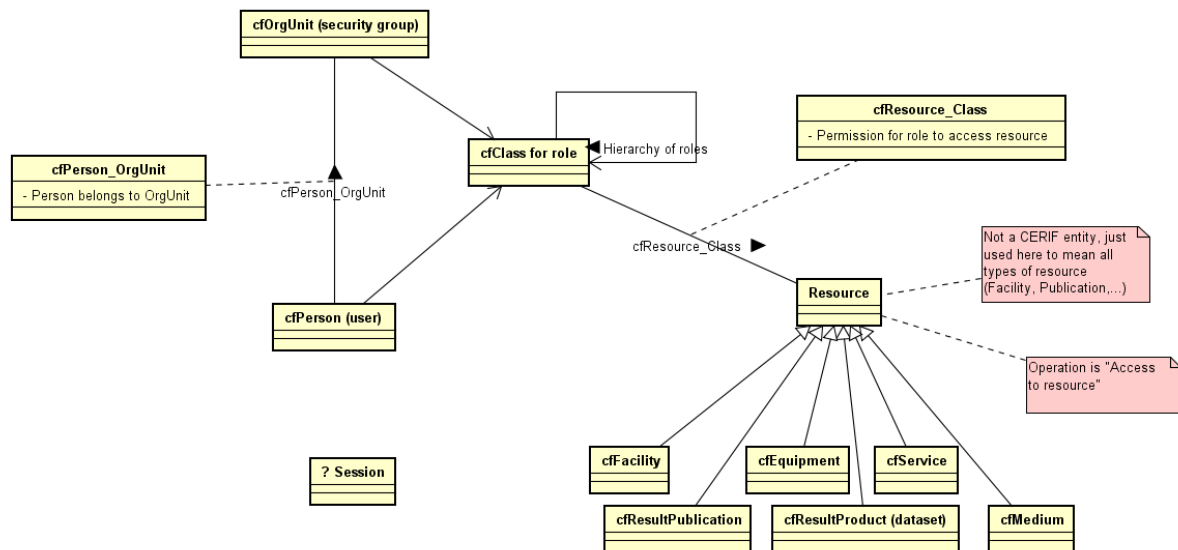 cfOrgUnit (security group)
cfResource_Class
- Permission for role to access resource
cfClass for role
Hierarchy of roles
cfPerson_OrgUnit
- Person belongs to OrgUnit
cfPerson_OrgUnit
cfResource_Class
Not a CERIF entity, just
used here to mean all
types of resource
(Facility, Publication,...)
Resource
cfPerson (user)
Operation is "Access
to resource"
cfFacility
cfEquipment
cfService
? Session
cfResultPublication
cfResultProduct (dataset)
cfMedium